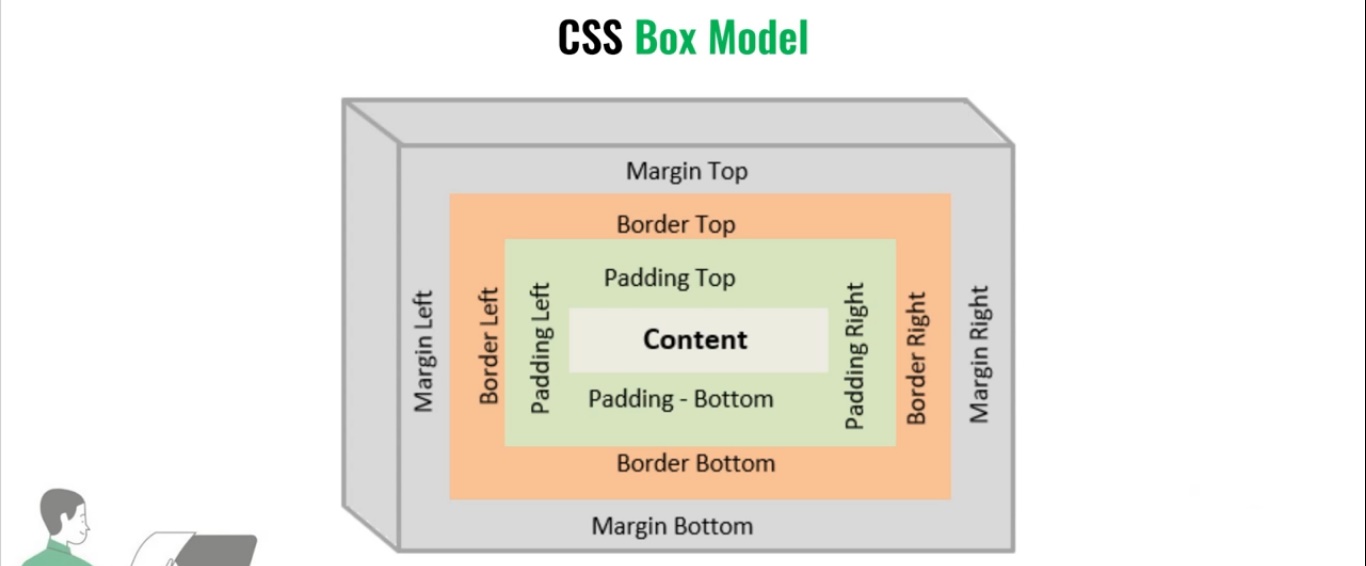 CSS Box Model
Margin Top
Border Top
Padding Top
Margin Left
Border Left
Padding Left
Content
Padding Right
Border Right
Margin Right
Padding - Bottom
Border Bottom
Margin Bottom